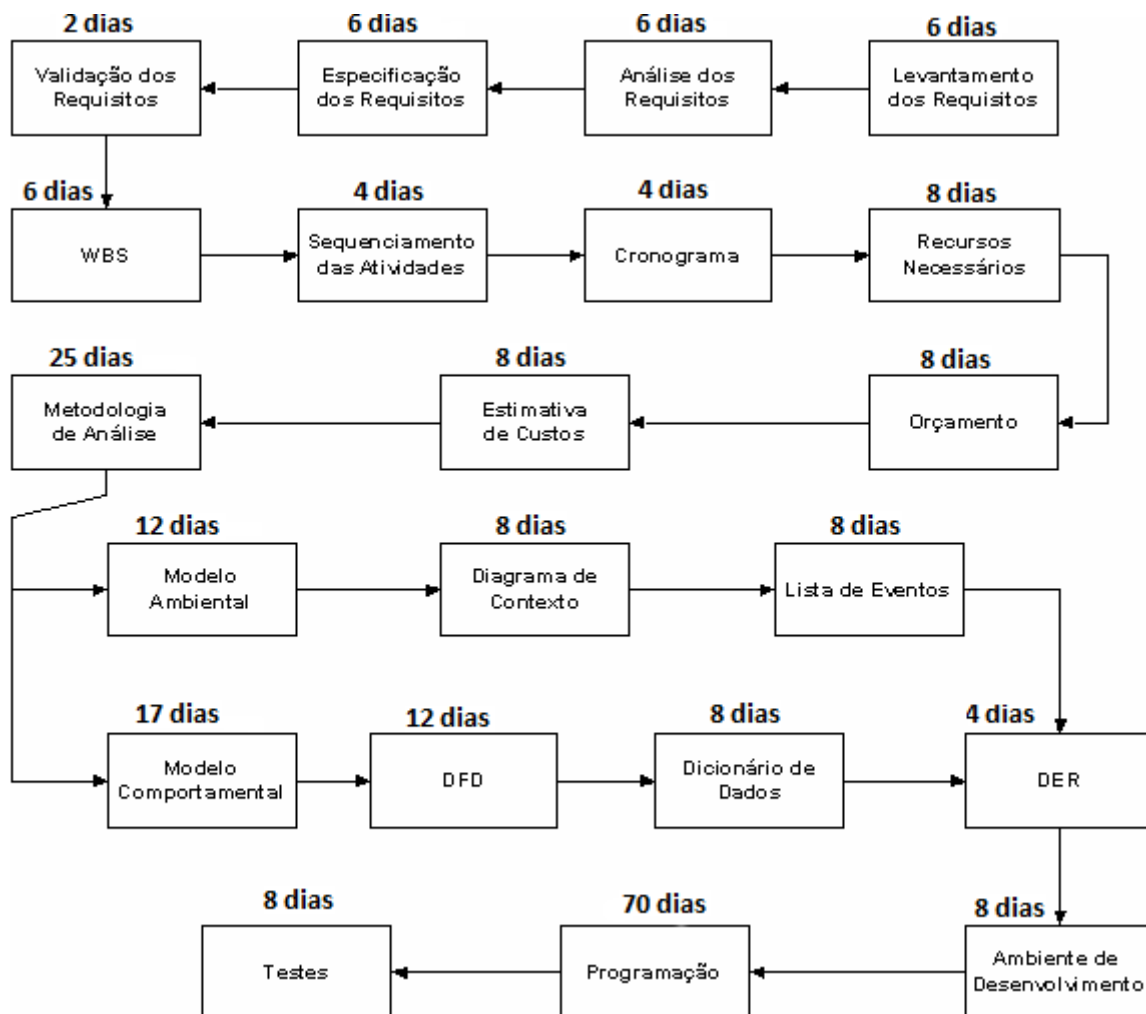 2 dias
6 dias
6 dias
6 dias
Validação dos
Requisitos
Especificação
dos Requisitos
Análise dos
Requisitos
Levantamento
dos Requisitos
6 dias
4 dias
4 dias
8 dias
WBS
Sequenciamento
das Atividades
Cronograma
Recursos
Necessários
25 dias
8 dias
8 dias
Metodologia
de Análise
Estimativa
de Custos
Orçamento
12 dias
8 dias
8 dias
Modelo
Ambiental
Diagrama de
Contexto
Lista de Eventos
17 dias
12 dias
8 dias
4 dias
Modelo
Comportamental
DFD
Dicionário de
Dados
DER
8 dias
70 dias
8 dias
Testes
Programação
Ambiente de
Desenvolvimento